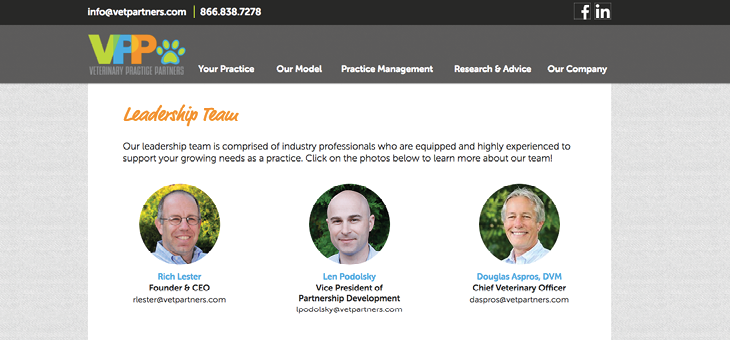 info@vetpartners.com | 866.838.7278
f in
VPP
VETERINARY PRACTICE PARTNERS
Your Practice Our Model Practice Management Research & Advice Our Company
Leadership Team
Our leadership team is comprised of industry professionals who are equipped and highly experienced to
support your growing needs as a practice. Click on the photos below to learn more about our team!
Rich Lester
Founder & CEO
rlester@vetpartners.com
Len Podolsky
Vice President of
Partnership Development
lpodolsky@vetpartners.com
Douglas Aspros, DVM
Chief Veterinary Officer
daspros@vetpartners.com